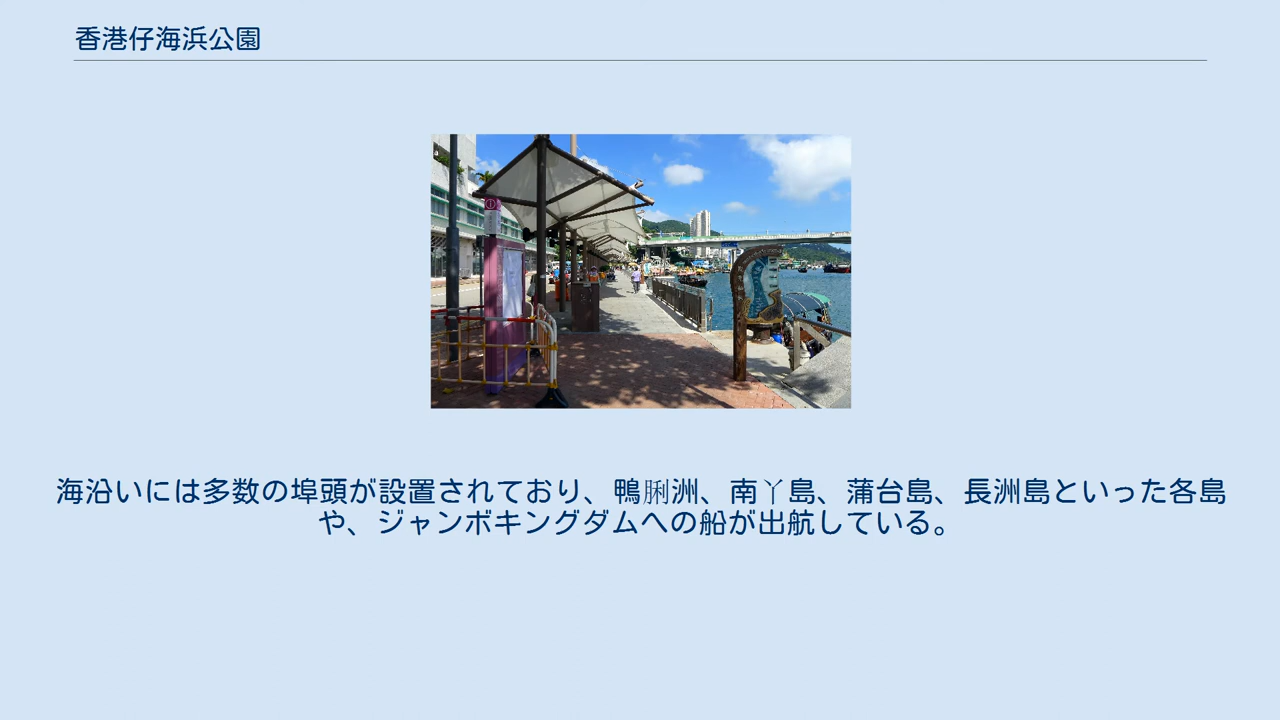 香港仔海浜公園
海沿いには多数の埠頭が設置されており、鴨脷洲、南丫島、蒲台島、長洲島といった各島
や、ジャンボキングダムへの船が出航している。